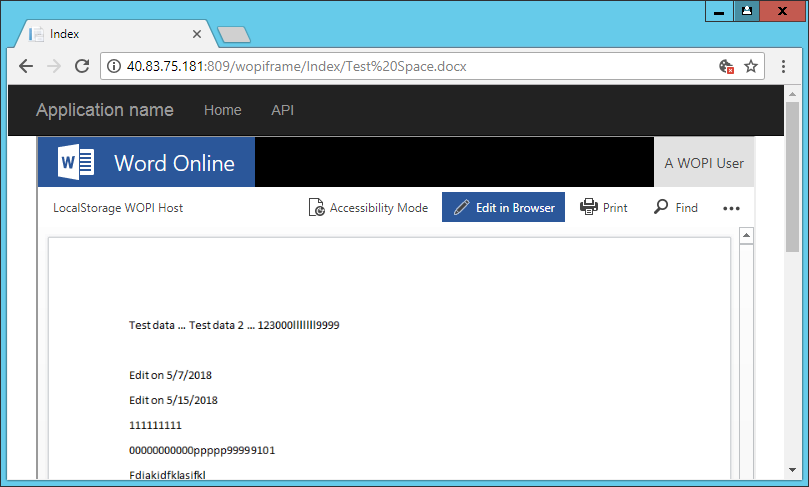 Index
40.83.75.181:809/wopiframe/Index/Test%20Space.docx
Application name Home API
W Word Online A WOPI User
LocalStorage WOPI Host Accessibility Mode Edit in Browser Print Find
Test data ... Test data 2 ... 123000lllllll9999
Edit on 5/7/2018
Edit on 5/15/2018
111111111
00000000000ppppp99999101